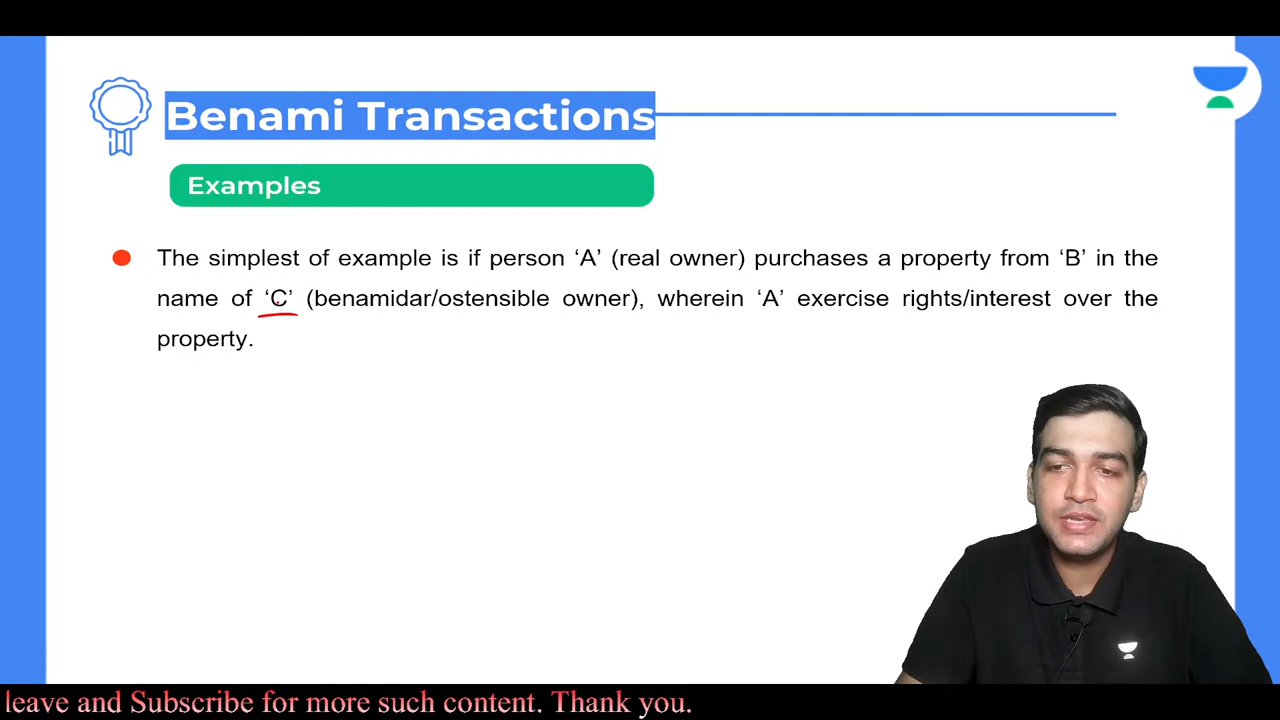 Benami Transactions
Examples
The simplest of example is if person ‘A’ (real owner) purchases a property from ‘B’ in the
name of ‘C’ (benamidar/ostensible owner), wherein ‘A’ exercise rights/interest over the
property.
leave and Subscribe for more such content. Thank you.